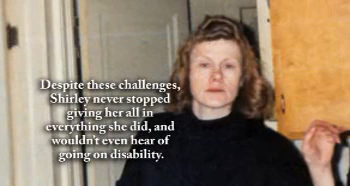 Despite these challenges,
Shirley never stopped
giving her all in
everything she did, and
wouldn't even hear of
going on disability.